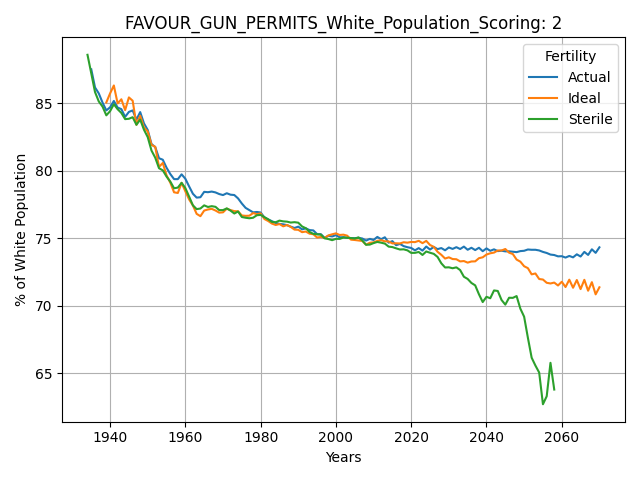 FAVOUR_GUN_PERMITS_White_Population_Scoring: 2
Fertility
Actual
Ideal
Sterile
% of White Population
85
80
75
70
65
1940 1960 1980 2000 2020 2040 2060
Years